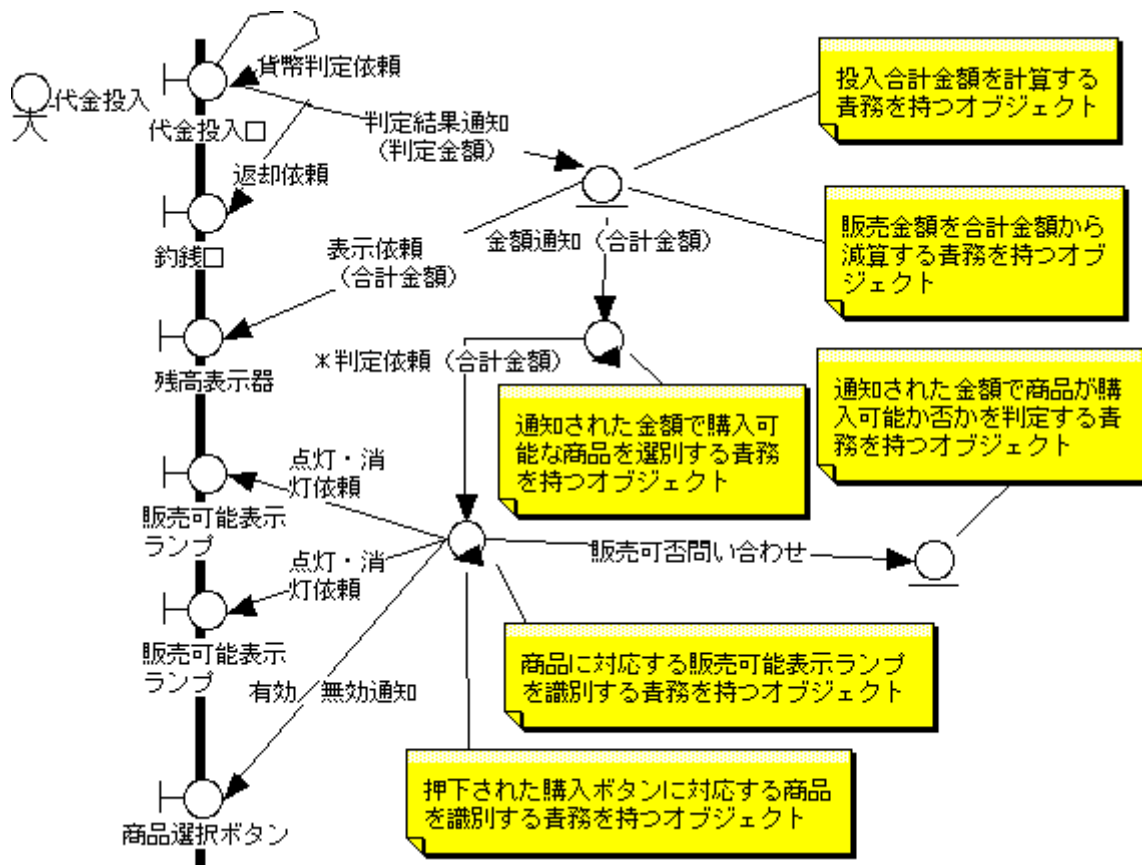 代金投入
貨幣判定依頼
代金投入口
判定結果通知
（判定金額）
返却依頼
釣銭口
表示依頼
（合計金額）
金額通知（合計金額）
残高表示器
＊判定依頼（合計金額）
投入合計金額を計算する
責務を持つオブジェクト
販売金額を合計金額から
減算する責務を持つオブ
ジェクト
通知された金額で購入可
能な商品を選別する責務
を持つオブジェクト
通知された金額で商品が購
入可能か否かを判定する責
務を持つオブジェクト
点灯・消
灯依頼
販売可能表示
ランプ
販売可否問い合わせ
点灯・消
灯依頼
販売可能表示
ランプ
有効／無効通知
商品に対応する販売可能表示ランプ
を識別する責務を持つオブジェクト
押下された購入ボタンに対応する商品
を識別する責務を持つオブジェクト
商品選択ボタン